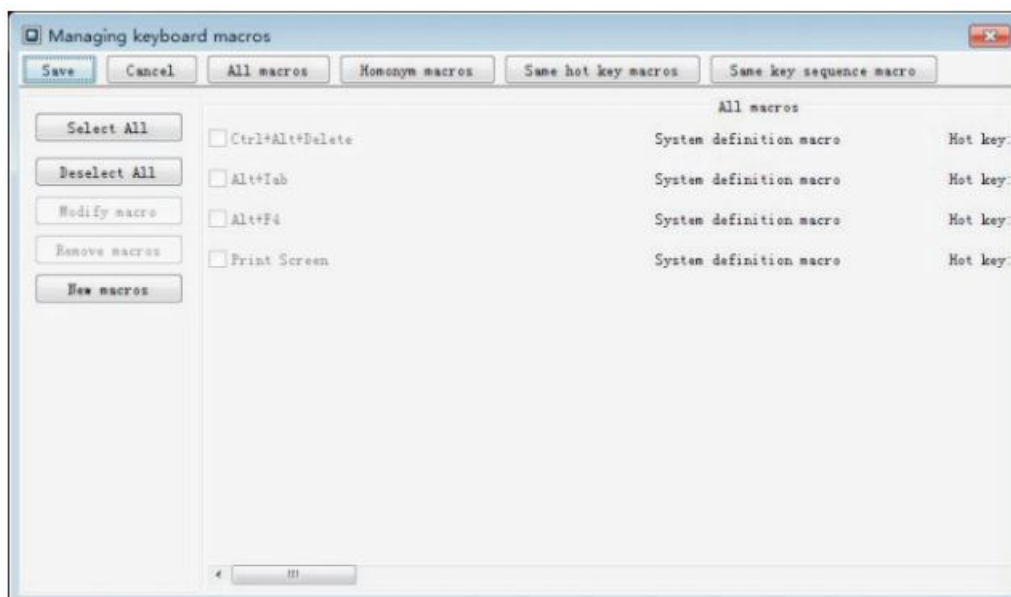 Managing keyboard macros
Save Cancel All macros Homonym macros Same hot key macros Same key sequence macro
All macros
Select All
Deselect All
Modify macro
Remove macros
New macros
Ctrl+Alt+Delete System definition macro Hot key:
Alt+Tab System definition macro Hot key:
Alt+F4 System definition macro Hot key:
Print Screen System definition macro Hot key: